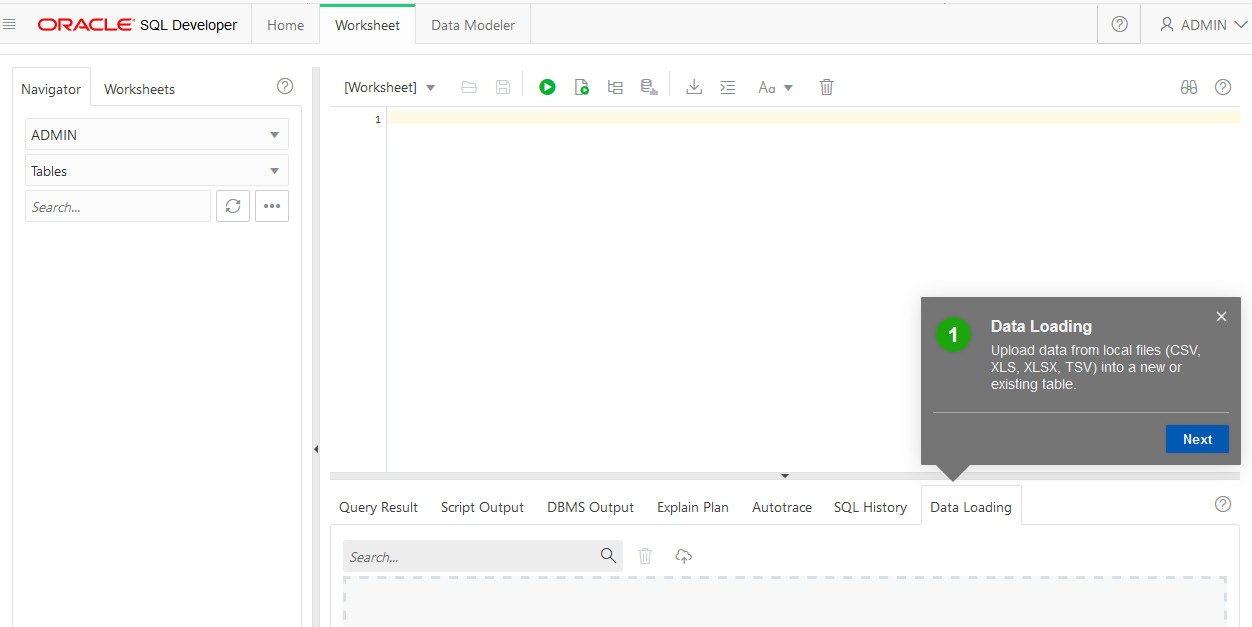 ORACLE SQL Developer
Home
Worksheet
Data Modeler
ADMIN
Navigator
Worksheets
ADMIN
Tables
Search...
[Worksheet]
Aa
1
1
Data Loading
Upload data from local files (CSV,
XLS, XLSX, TSV) into a new or
existing table.
Next
Query Result
Script Output
DBMS Output
Explain Plan
Autotrace
SQL History
Data Loading
Search...